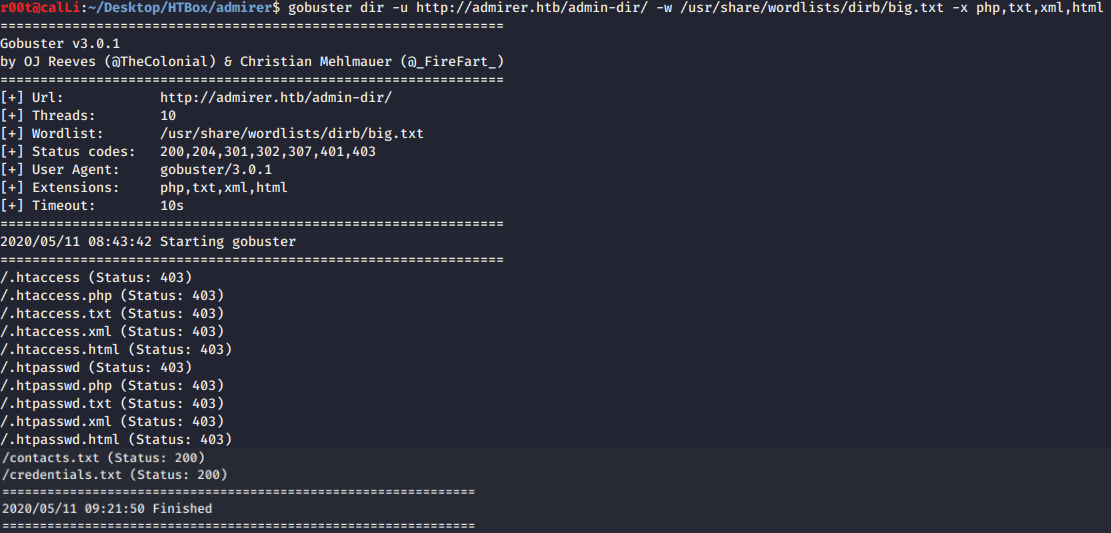 r00t@calLi:~/Desktop/HTBox/admirer$ gobuster dir -u http://admirer.htb/admin-dir/ -w /usr/share/wordlists/dirb/big.txt -x php,txt,xml,html
===============================================================
Gobuster v3.0.1
by OJ Reeves (@TheColonial) & Christian Mehlmauer (@_FireFart_)
===============================================================
[+] Url:            http://admirer.htb/admin-dir/
[+] Threads:        10
[+] Wordlist:       /usr/share/wordlists/dirb/big.txt
[+] Status codes:   200,204,301,302,307,401,403
[+] User Agent:     gobuster/3.0.1
[+] Extensions:     php,txt,xml,html
[+] Timeout:        10s
===============================================================
2020/05/11 08:43:42 Starting gobuster
===============================================================
/.htaccess (Status: 403)
/.htaccess.php (Status: 403)
/.htaccess.txt (Status: 403)
/.htaccess.xml (Status: 403)
/.htaccess.html (Status: 403)
/.htpasswd (Status: 403)
/.htpasswd.php (Status: 403)
/.htpasswd.txt (Status: 403)
/.htpasswd.xml (Status: 403)
/.htpasswd.html (Status: 403)
/contacts.txt (Status: 200)
/credentials.txt (Status: 200)
===============================================================
2020/05/11 09:21:50 Finished
===============================================================